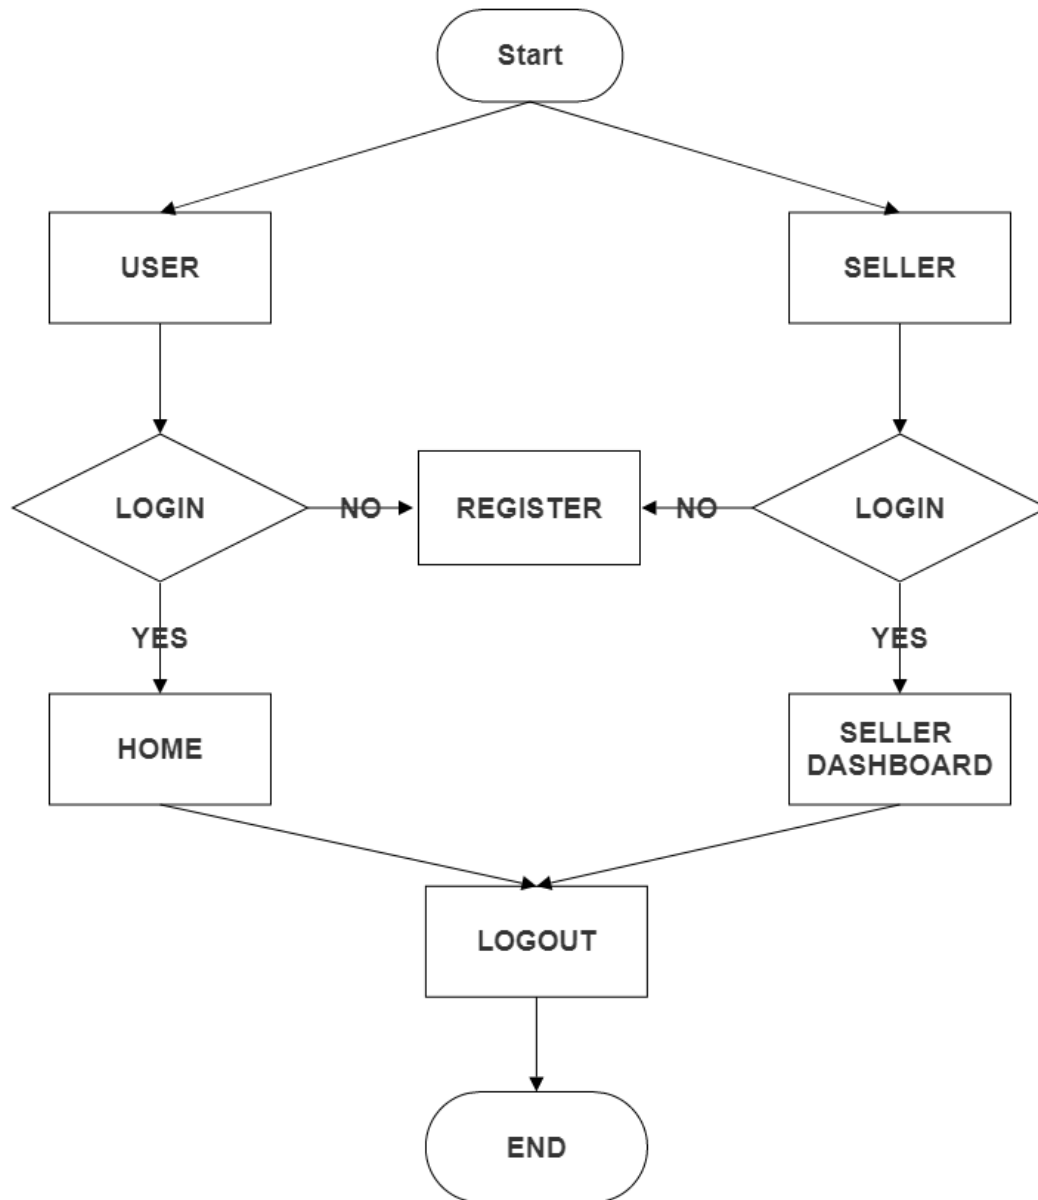 Start
USER
SELLER
LOGIN
NO
REGISTER
NO
LOGIN
YES
YES
HOME
SELLER
DASHBOARD
LOGOUT
END